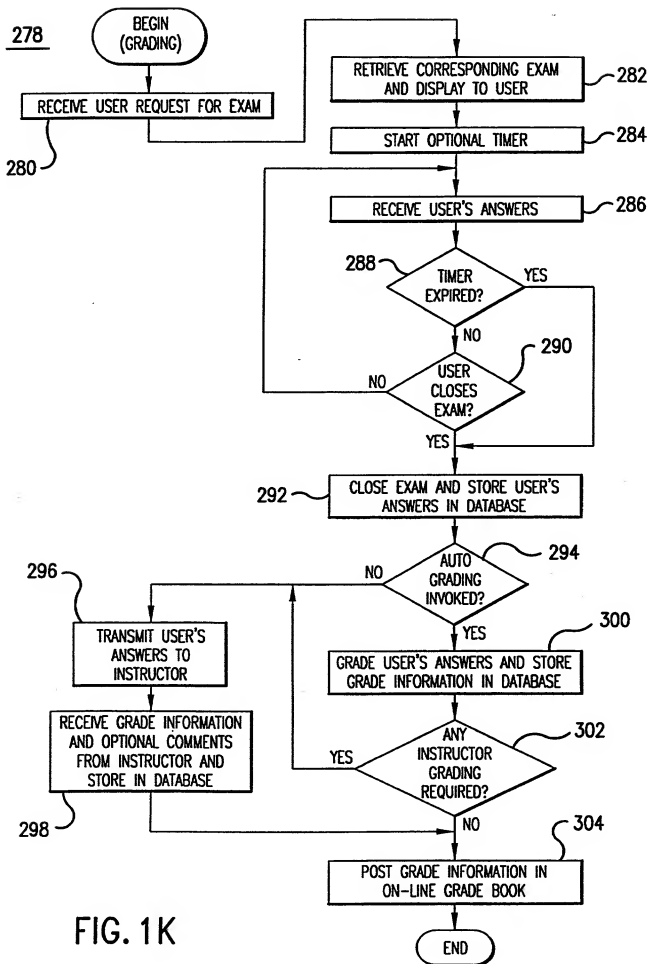 278
BEGIN
(GRADING)
RECEIVE USER REQUEST FOR EXAM
280
RETRIEVE CORRESPONDING EXAM
AND DISPLAY TO USER
282
START OPTIONAL TIMER
284
RECEIVE USER'S ANSWERS
286
288
TIMER
EXPIRED?
YES
NO
290
USER
CLOSES
EXAM?
NO
YES
292
CLOSE EXAM AND STORE USER'S
ANSWERS IN DATABASE
294
AUTO
GRADING
INVOKED?
NO
YES
296
TRANSMIT USER'S
ANSWERS TO
INSTRUCTOR
300
GRADE USER'S ANSWERS AND STORE
GRADE INFORMATION IN DATABASE
RECEIVE GRADE INFORMATION
AND OPTIONAL COMMENTS
FROM INSTRUCTOR AND
STORE IN DATABASE
298
302
ANY
INSTRUCTOR
GRADING
REQUIRED?
YES
NO
304
POST GRADE INFORMATION IN
ON-LINE GRADE BOOK
END
FIG. 1K